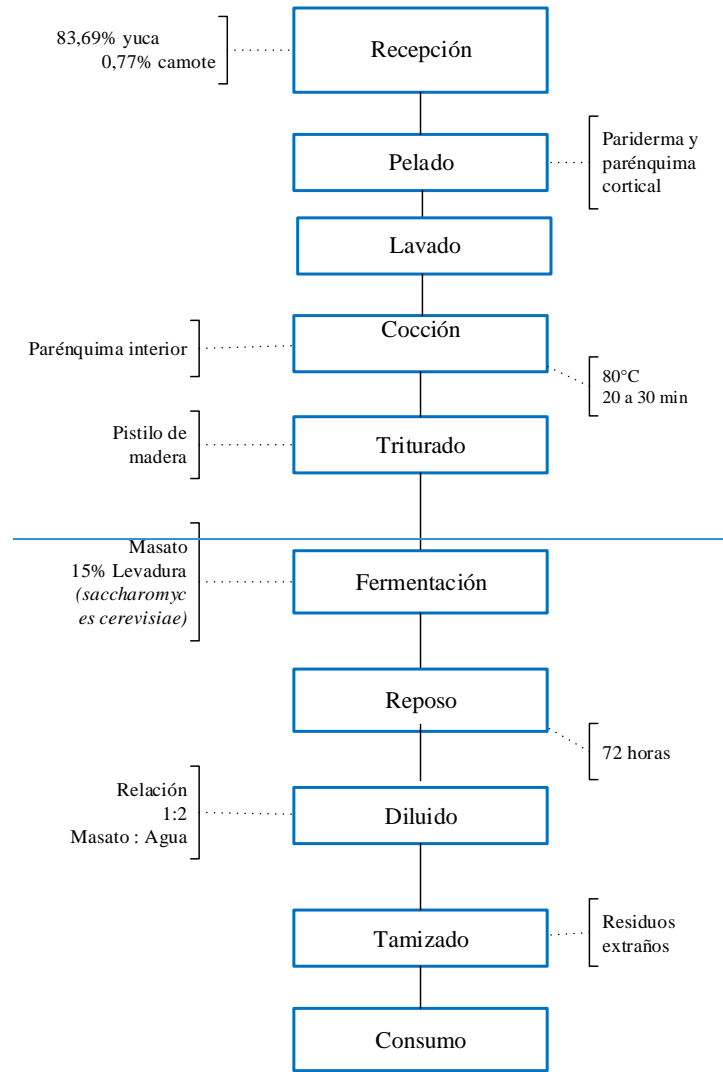 83,69% yuca
0,77% camote
Recepción
Pelado
Pariderma y
parénquima
cortical
Lavado
Cocción
Parénquima interior
80°C
20 a 30 min
Pistilo de
madera
Triturado
Masato
15% Levadura
(saccharomyc
es cerevisiae)
Fermentación
Reposo
72 horas
Relación
1:2
Masato : Agua
Diluido
Tamizado
Residuos
extraños
Consumo